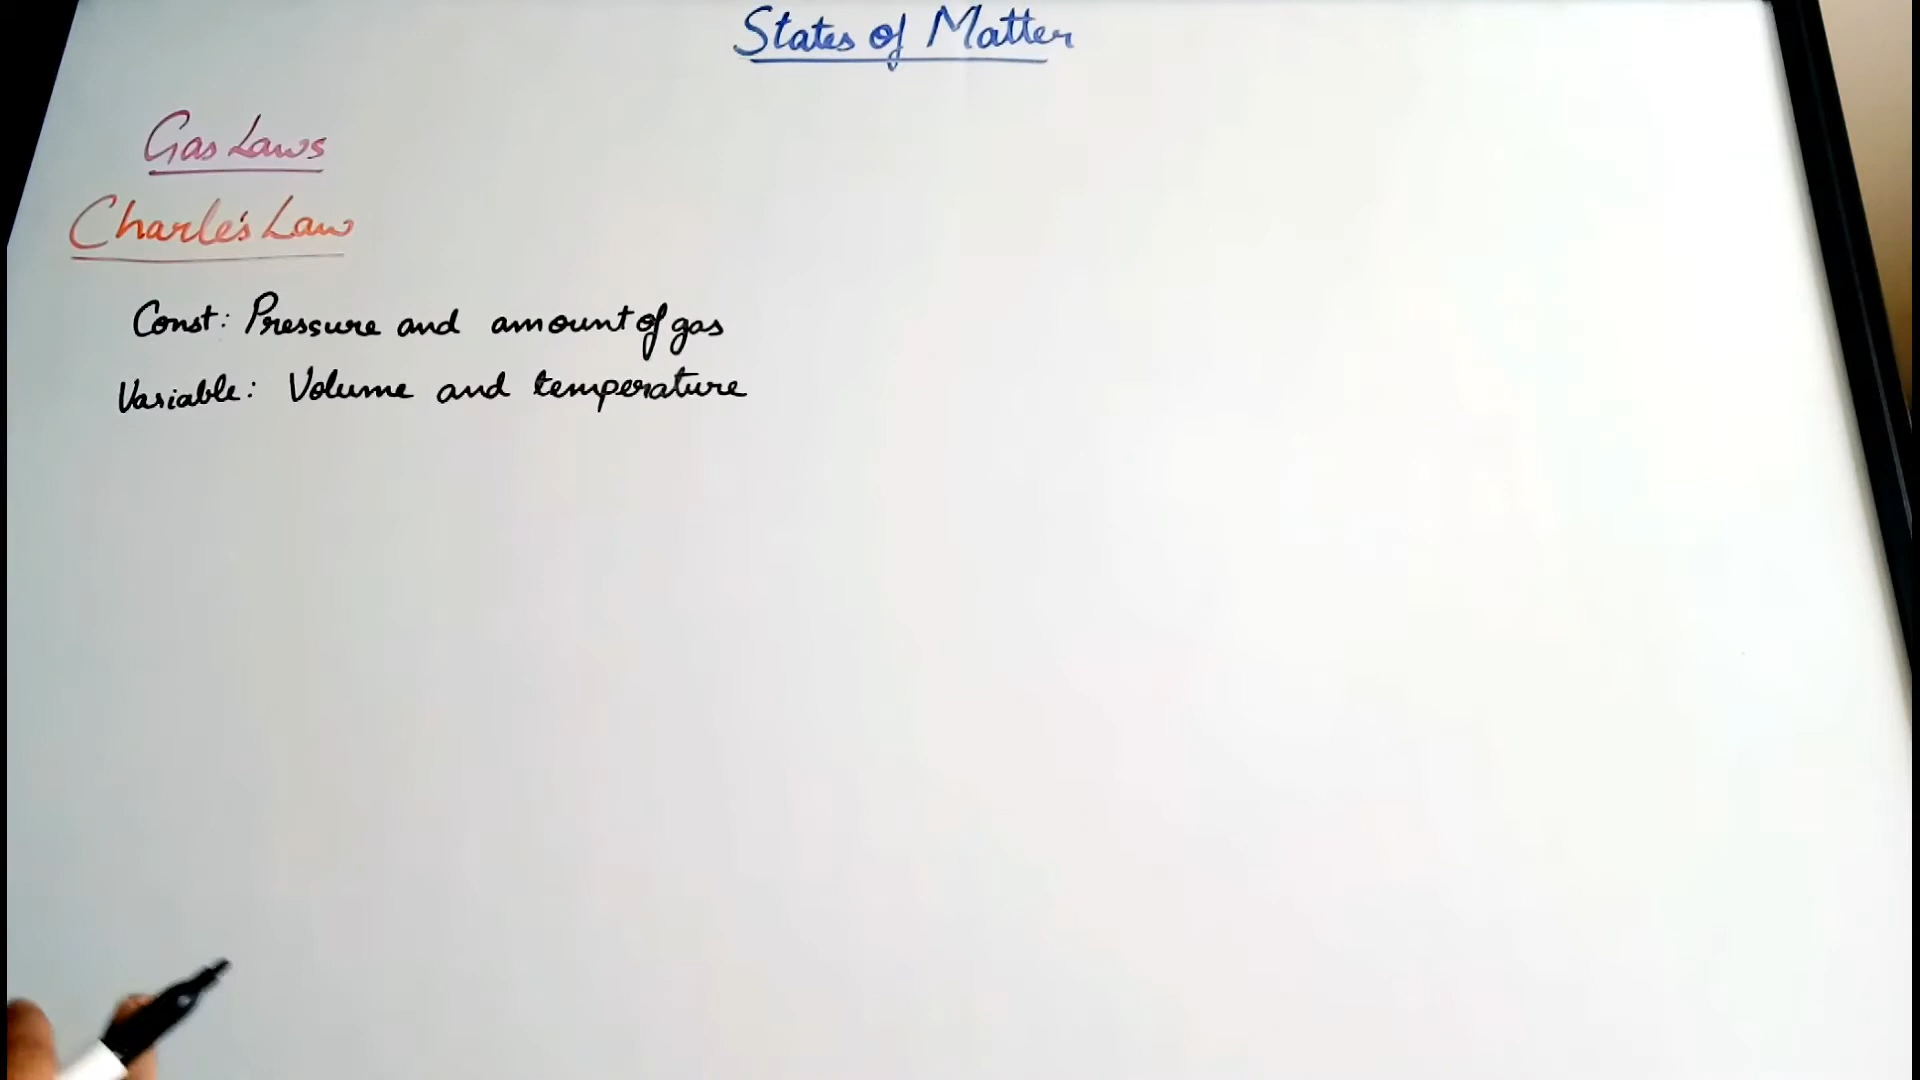 States of Matter
Gas Laws
Charle's Law
Const: Pressure and amount of gas
Variable: Volume and temperature